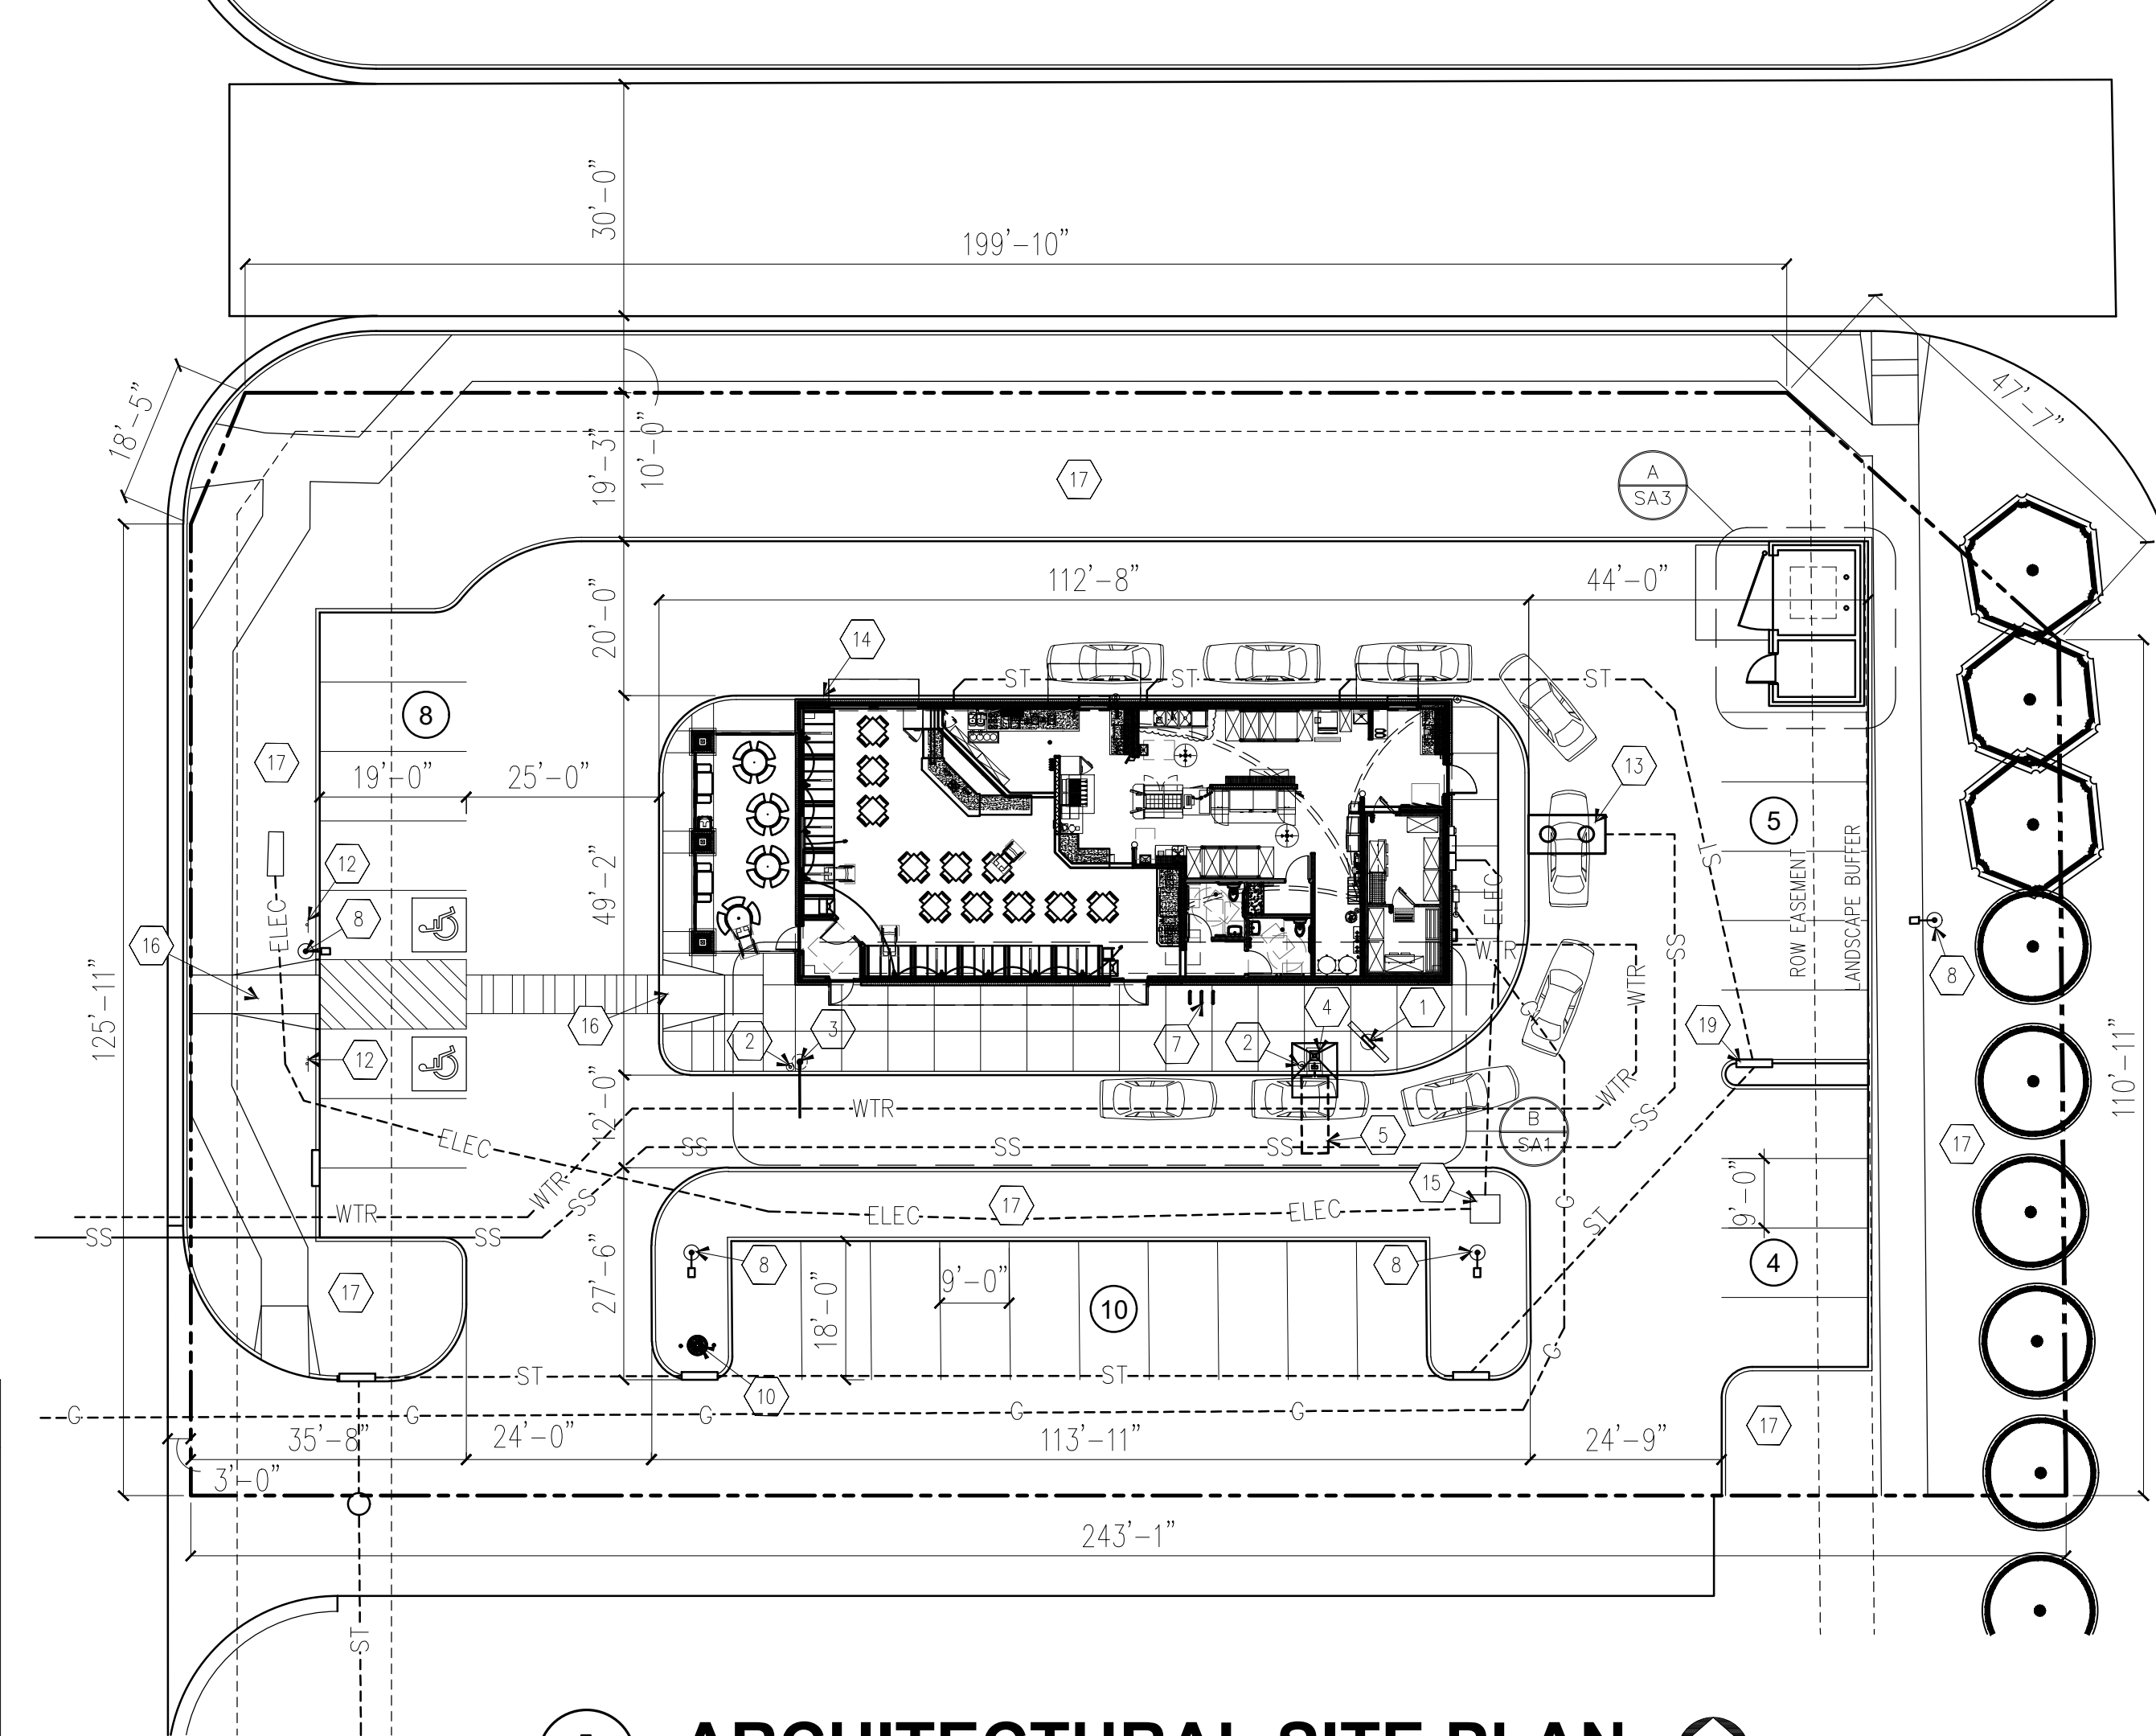 30'-0"
199'-10"
18'-5"
47'-7"
19'-3"
10'-0"
17
A
SA3
20'-0"
112'-8"
44'-0"
14
ST
ST
ST
8
17
19'-0"
25'-0"
13
5
ST
12
8
ELEC
16
49'-2"
ELEC
WTR
SS
WTR
ROW EASEMENT
LANDSCAPE BUFFER
8
125'-11"
16
2
3
7
2
4
1
G
19
12
110'-11"
12'-0"
WTR
WTR
SS
ELEC
SS
SS
SS
5
B
SA1
17
15
17
WTR
SS
WTR
SS
SS
ELEC
ELEC
G
ST
9'-0"
27'-6"
8
8
4
17
18'-0"
9'-0"
10
ST
ST
G
10
G
G
G
G
G
17
35'-8"
24'-0"
113'-11"
24'-9"
3'-0"
243'-1"
ST
ARCHITECTURAL SITE PLAN